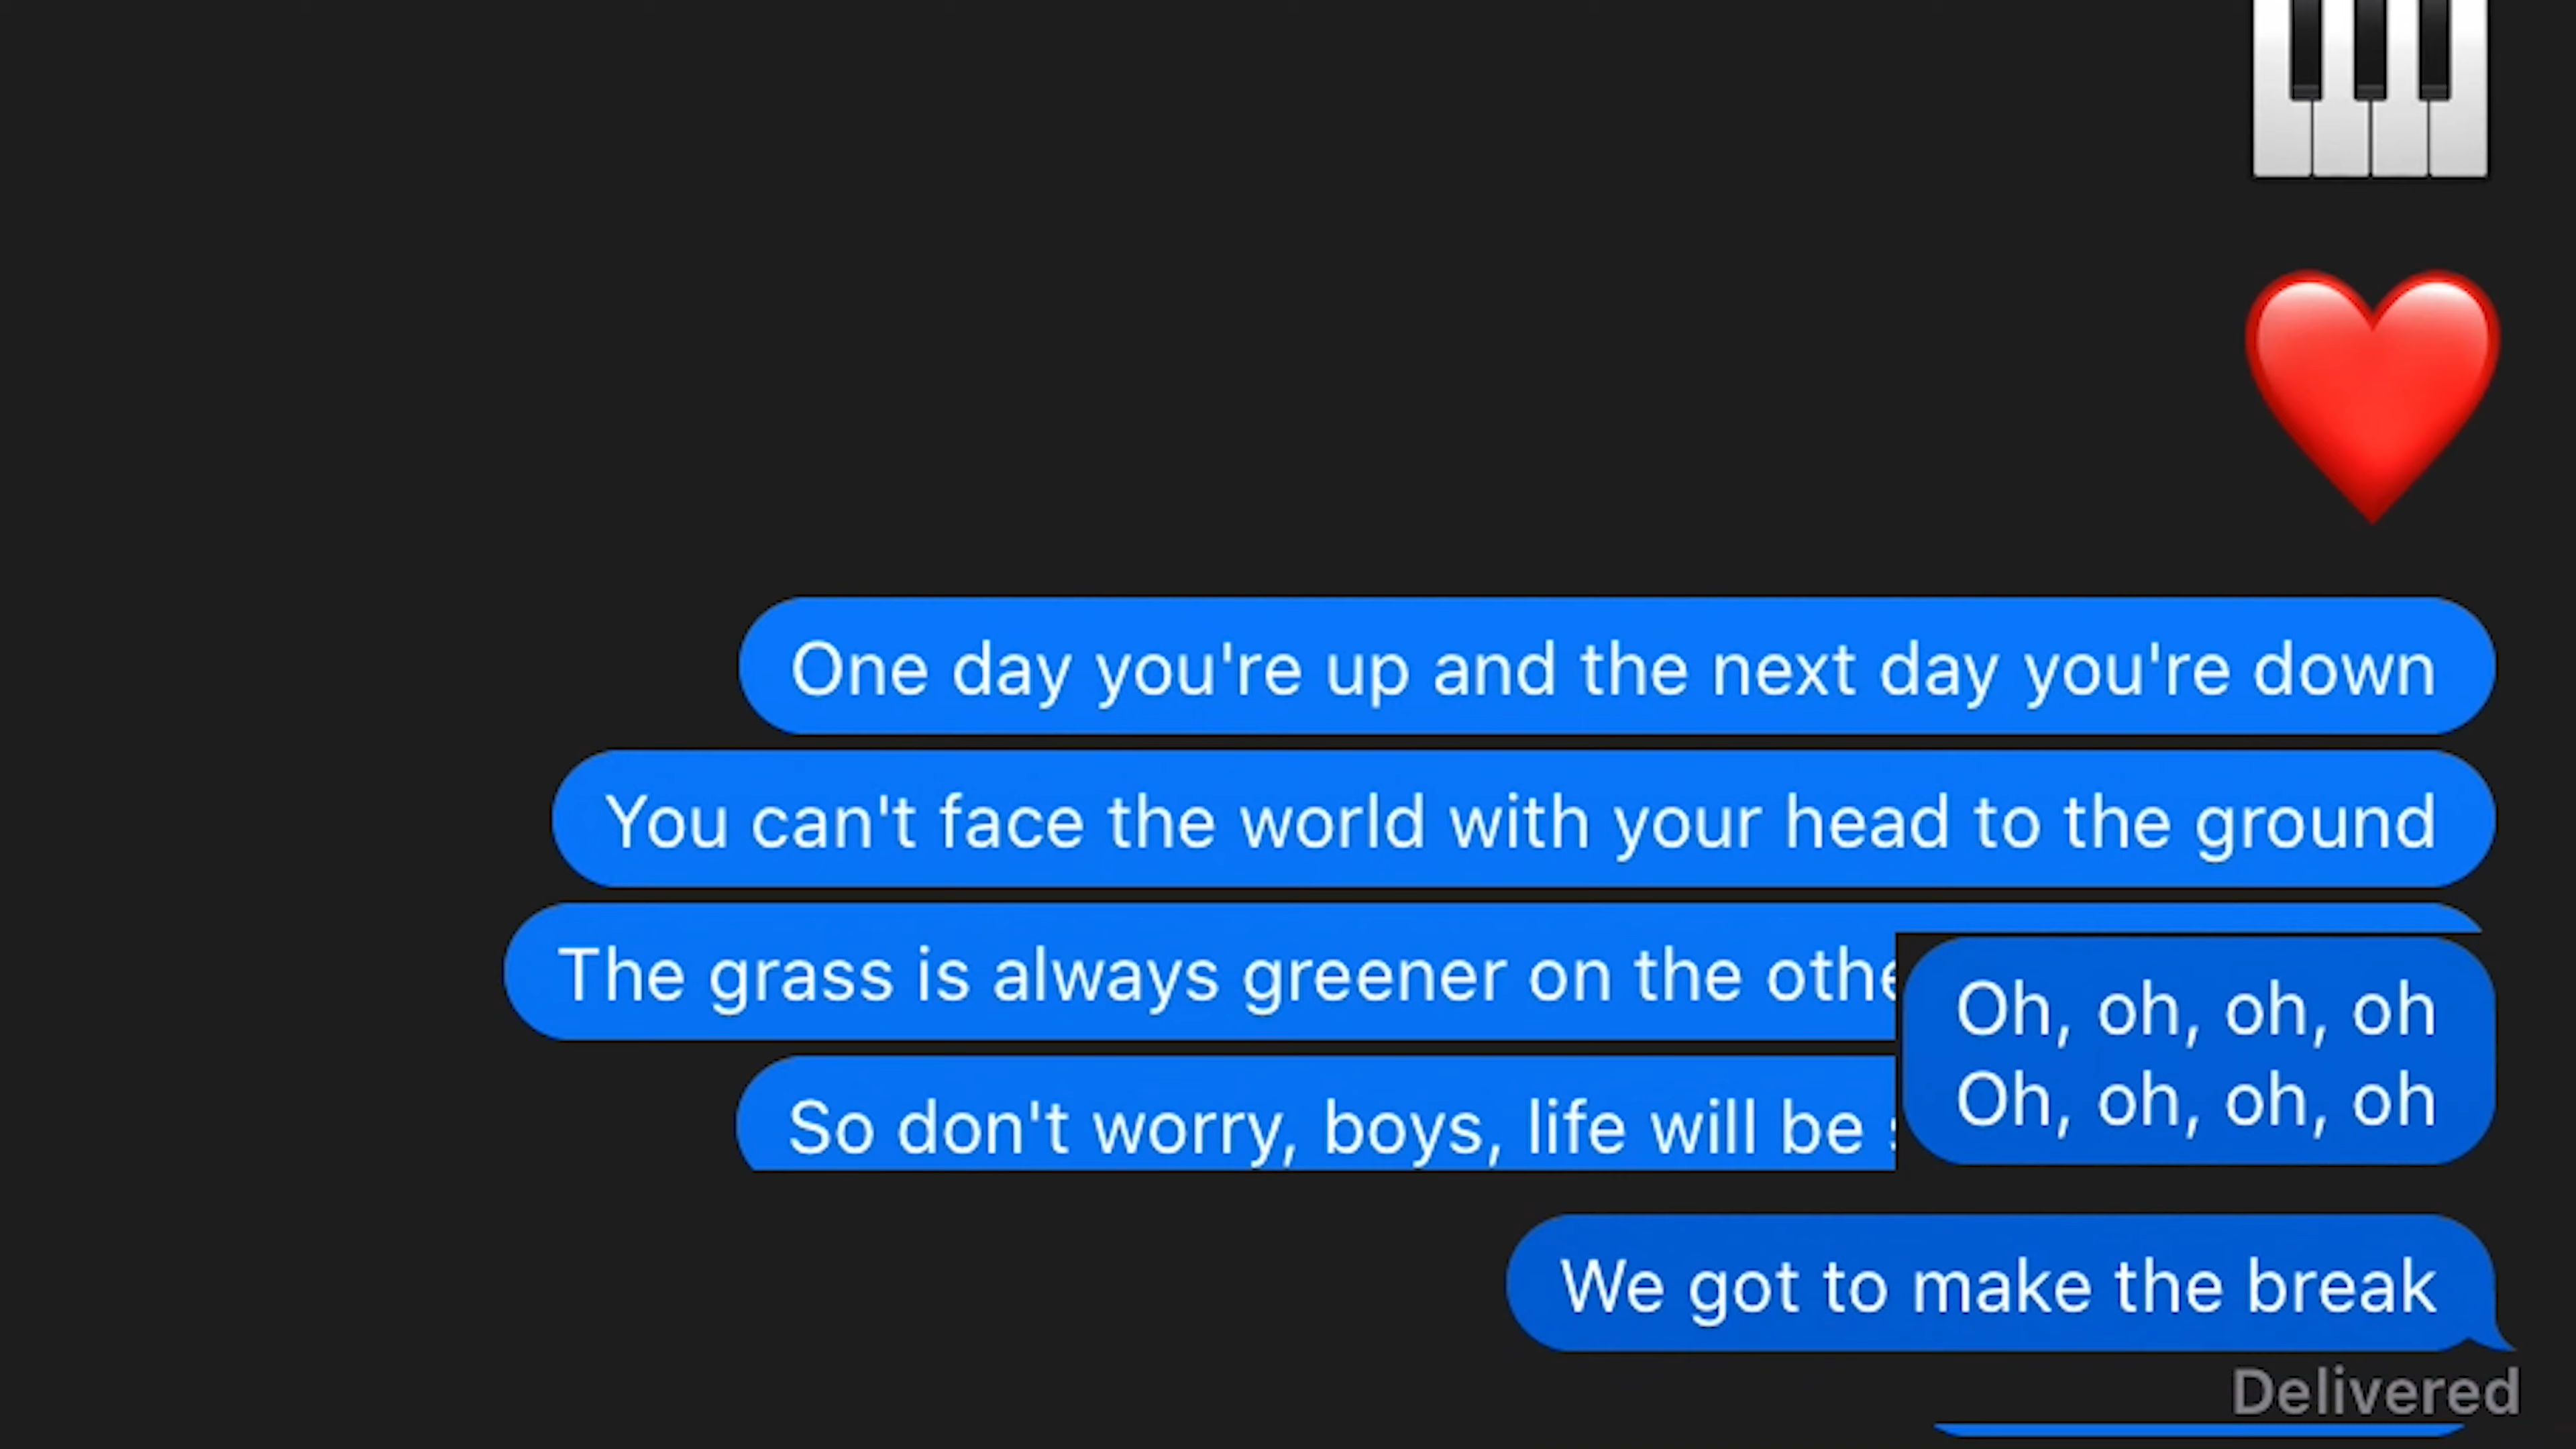 One day you're up and the next day you're down
You can't face the world with your head to the ground
The grass is always greener on the
So don't worry, boys, life will be
Oh, oh, oh, oh
Oh, oh, oh, oh
We got to make the break
Delivered